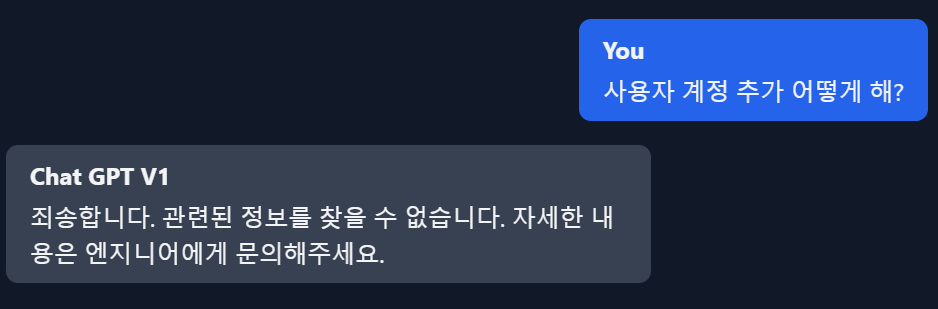 You
사용자 계정 추가 어떻게 해?
Chat GPT V1
죄송합니다. 관련된 정보를 찾을 수 없습니다. 자세한 내
용은 엔지니어에게 문의해주세요.